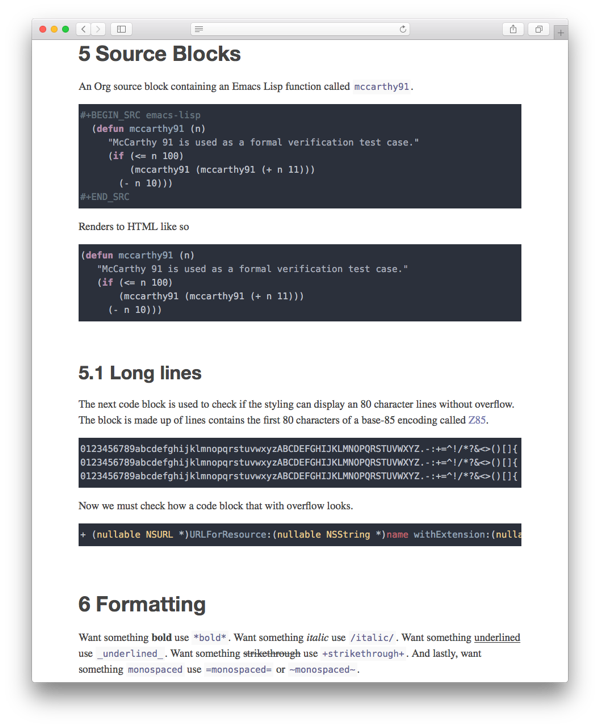 5 Source Blocks
An Org source block containing an Emacs Lisp function called mccarthy91.
#+BEGIN_SRC emacs-lisp
(defun mccarthy91 (n)
"McCarthy 91 is used as a formal verification test case."
(if (<= n 100)
(mccarthy91 (mccarthy91 (+ n 11)))
(- n 10)))
#+END_SRC
Renders to HTML like so
(defun mccarthy91 (n)
"McCarthy 91 is used as a formal verification test case."
(if (<= n 100)
(mccarthy91 (mccarthy91 (+ n 11)))
(- n 10)))
5.1 Long lines
The next code block is used to check if the styling can display an 80 character lines without overflow.
The block is made up of lines contains the first 80 characters of a base-85 encoding called Z85.
0123456789abcdefghijklmnopqrstuvwxyzABCDEFGHIJKLMNOPQRSTUVWXYZ.-:+=^!/*?&<>()[]{
0123456789abcdefghijklmnopqrstuvwxyzABCDEFGHIJKLMNOPQRSTUVWXYZ.-:+=^!/*?&<>()[]{
0123456789abcdefghijklmnopqrstuvwxyzABCDEFGHIJKLMNOPQRSTUVWXYZ.-:+=^!/*?&<>()[]{
Now we must check how a code block that with overflow looks.
+ (nullable NSURL *)URLForResource:(nullable NSString *)name withExtension:(nulla
6 Formatting
Want something bold use *bold*. Want something italic use /italic/. Want something underlined
use _underlined_. Want something strikethrough use +strikethrough+. And lastly, want
something monospaced use =monospaced= or ~monospaced~.